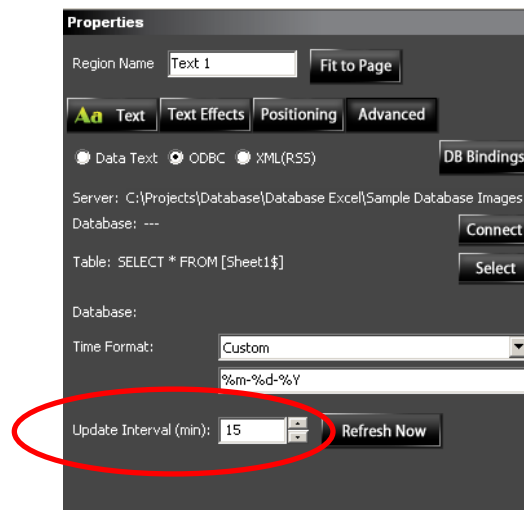 Properties
Region Name Text 1 Fit to Page
Aa Text Text Effects Positioning Advanced
Data Text ODBC XML(RSS) DB Bindings
Server: C:\Projects\Database\Database Excel\Sample Database Images
Database: ---
Connect
Table: SELECT * FROM [Sheet1$]
Select
Database:
Time Format: Custom
%m-%d-%Y
Update Interval (min): 15 Refresh Now